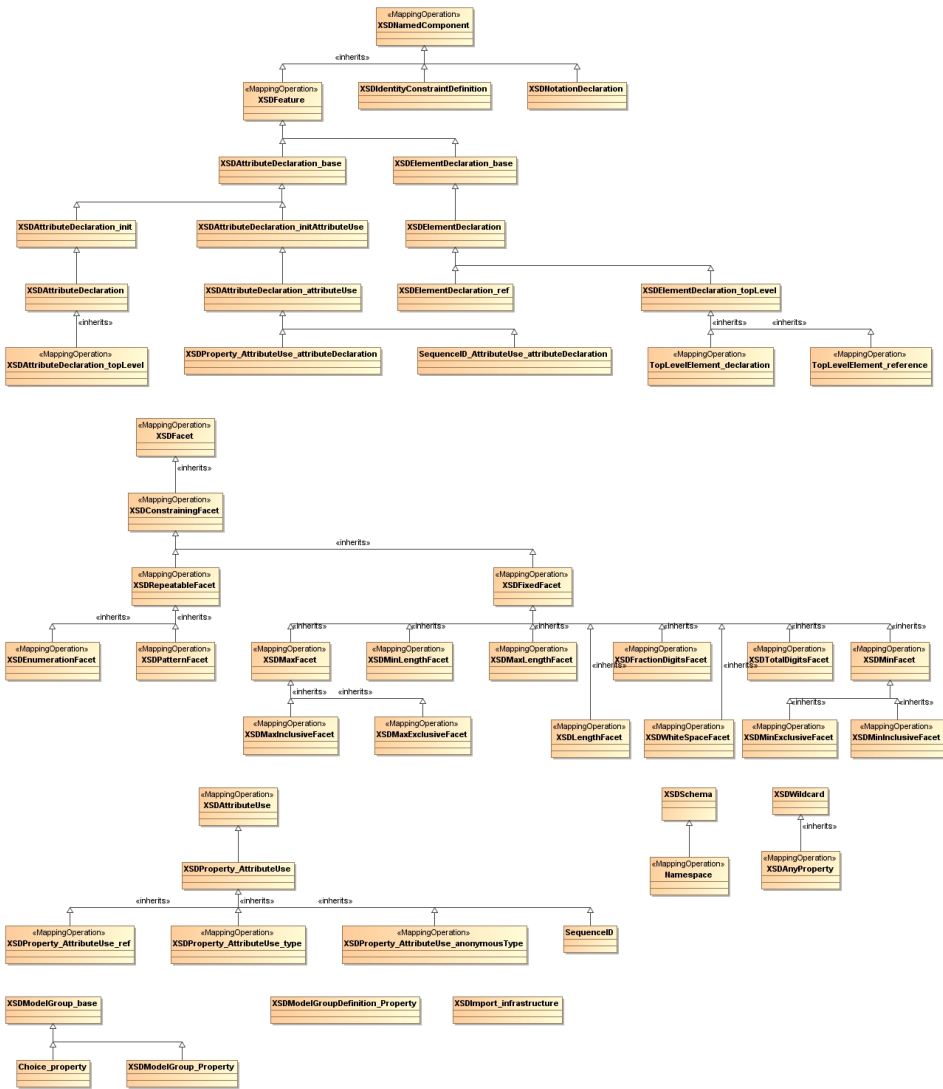 «MappingOperation»
XSDNamedComponent
«inherits»
«MappingOperation»
XSDFeature
XSDIdentityConstraintDefinition
XSDNotationDeclaration
XSDAttributeDeclaration_base
XSDElementDeclaration_base
XSDAttributeDeclaration_init
XSDAttributeDeclaration_initAttributeUse
XSDElementDeclaration
XSDAttributeDeclaration
XSDAttributeDeclaration_attributeUse
XSDElementDeclaration_ref
XSDElementDeclaration_topLevel
«inherits»
«inherits»
«inherits»
«MappingOperation»
XSDAttributeDeclaration_topLevel
XSDProperty_AttributeUse_attributeDeclaration
SequenceID_AttributeUse_attributeDeclaration
«MappingOperation»
TopLevelElement_declaration
«MappingOperation»
TopLevelElement_reference
«MappingOperation»
XSDFacet
«inherits»
«MappingOperation»
XSDConstrainingFacet
«inherits»
«MappingOperation»
XSDRepeatableFacet
«MappingOperation»
XSDFixedFacet
«inherits»
«inherits»
«inherits»
«inherits»
«inherits»
«inherits»
«inherits»
«inherits»
«inherits»
«MappingOperation»
XSDEnumerationFacet
«MappingOperation»
XSDPatternFacet
«MappingOperation»
XSDMaxFacet
«MappingOperation»
XSDMinLengthFacet
«MappingOperation»
XSDMaxLengthFacet
«inherits»
«MappingOperation»
XSDFractionDigitsFacet
«MappingOperation»
XSDTotalDigitsFacet
«MappingOperation»
XSDMinFacet
«inherits»
«inherits»
«inherits»
«inherits»
«MappingOperation»
XSDMaxInclusiveFacet
«MappingOperation»
XSDMaxExclusiveFacet
«MappingOperation»
XSDLengthFacet
«MappingOperation»
XSDWhiteSpaceFacet
«MappingOperation»
XSDMinExclusiveFacet
«MappingOperation»
XSDMinInclusiveFacet
«MappingOperation»
XSDAttributeUse
XSDSchema
XSDWildcard
«inherits»
XSDProperty_AttributeUse
«MappingOperation»
Namespace
«MappingOperation»
XSDAnyProperty
«inherits»
«inherits»
«inherits»
«MappingOperation»
XSDProperty_AttributeUse_ref
«MappingOperation»
XSDProperty_AttributeUse_type
«MappingOperation»
XSDProperty_AttributeUse_anonymousType
SequenceID
XSDModelGroup_base
XSDModelGroupDefinition_Property
XSDImport_infrastructure
Choice_property
XSDModelGroup_Property